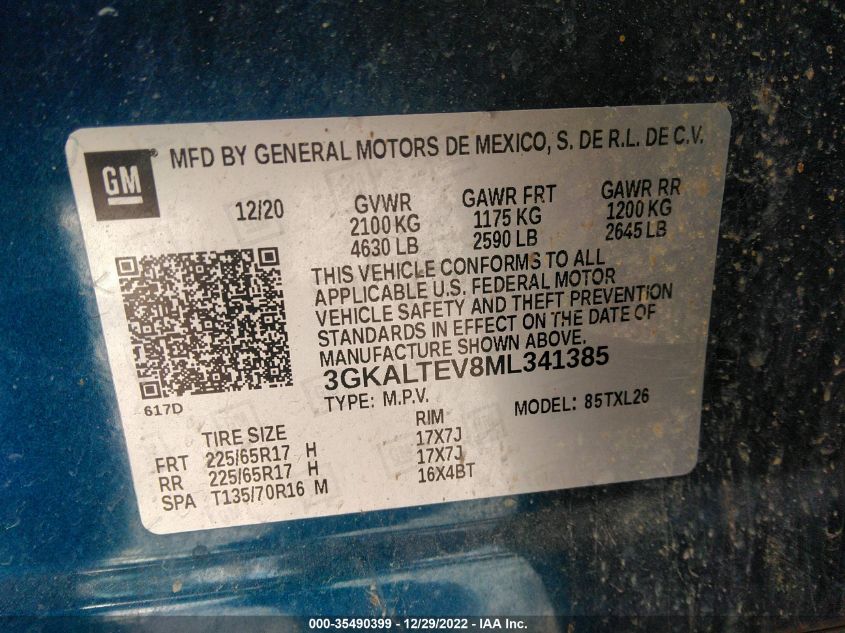 GM
MFD BY GENERAL MOTORS DE MEXICO, S. DE R.L. DE C.V.
12/20 GVWR GAWR FRT GAWR RR
2100 KG 1175 KG 1200 KG
4630 LB 2590 LB 2645 LB
THIS VEHICLE CONFORMS TO ALL
APPLICABLE U.S. FEDERAL MOTOR
VEHICLE SAFETY AND THEFT PREVENTION
STANDARDS IN EFFECT ON THE DATE OF
MANUFACTURE SHOWN ABOVE.
3GKALTEV8ML341385
617D
TYPE: M.P.V. MODEL: 85TXL26
TIRE SIZE RIM
FRT 225/65R17 H 17X7J
RR 225/65R17 H 17X7J
SPA T135/70R16 M 16X4BT
000-35490399 - 12/29/2022 - IAA Inc.